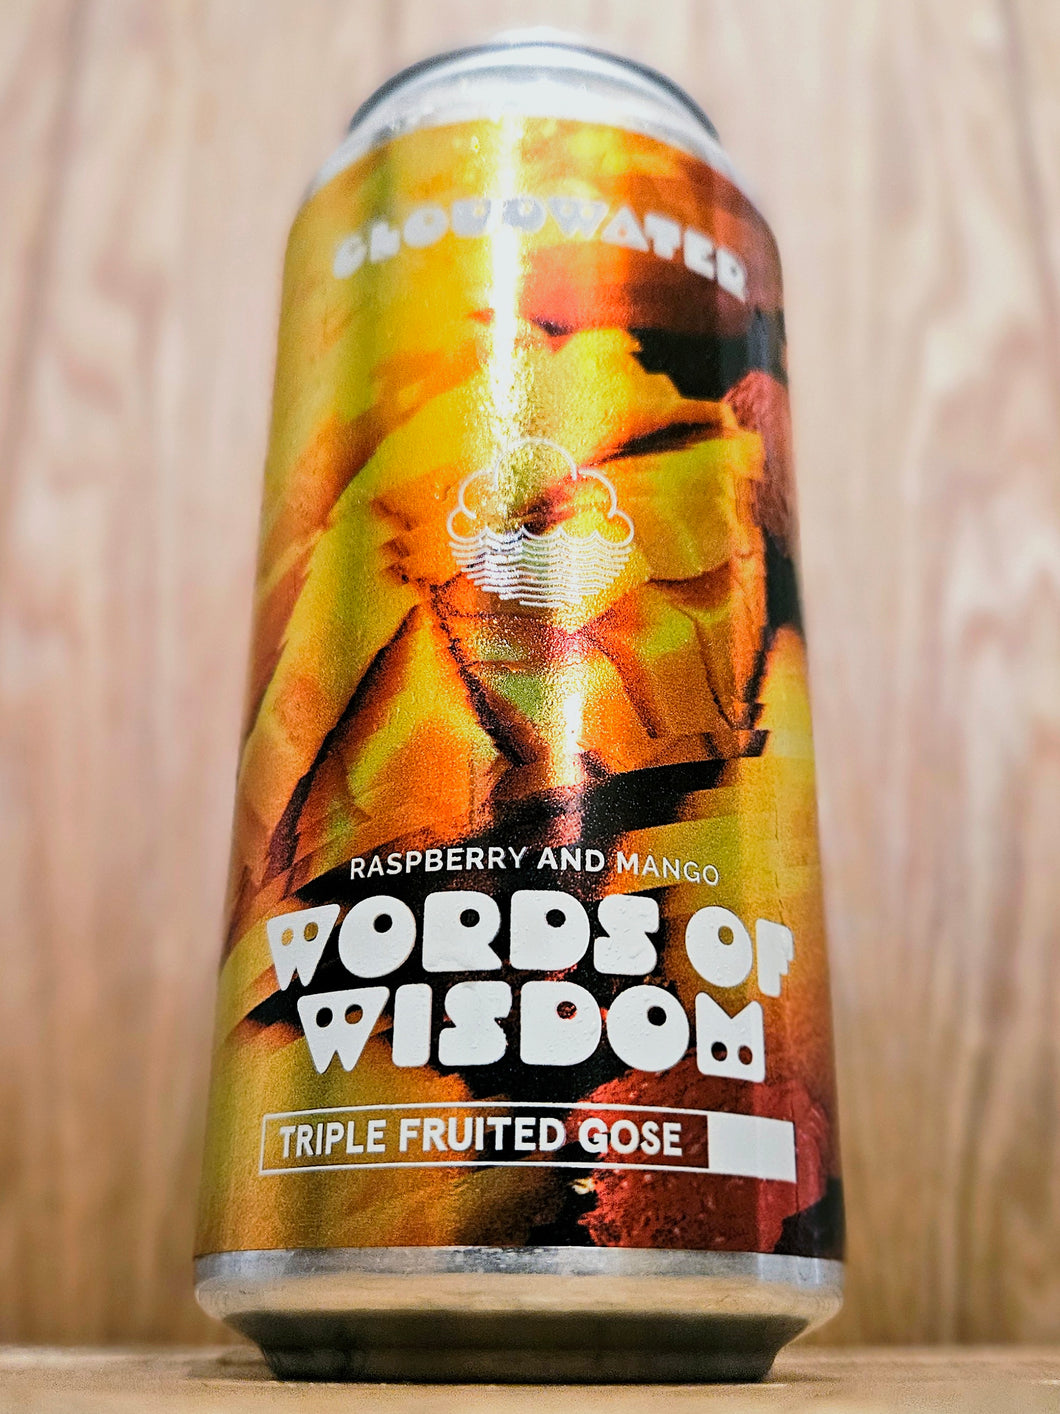 CLOUDWATER
RASPBERRY AND MANGO
WORDS OF
WISDOM
TRIPLE FRUITED GOSE